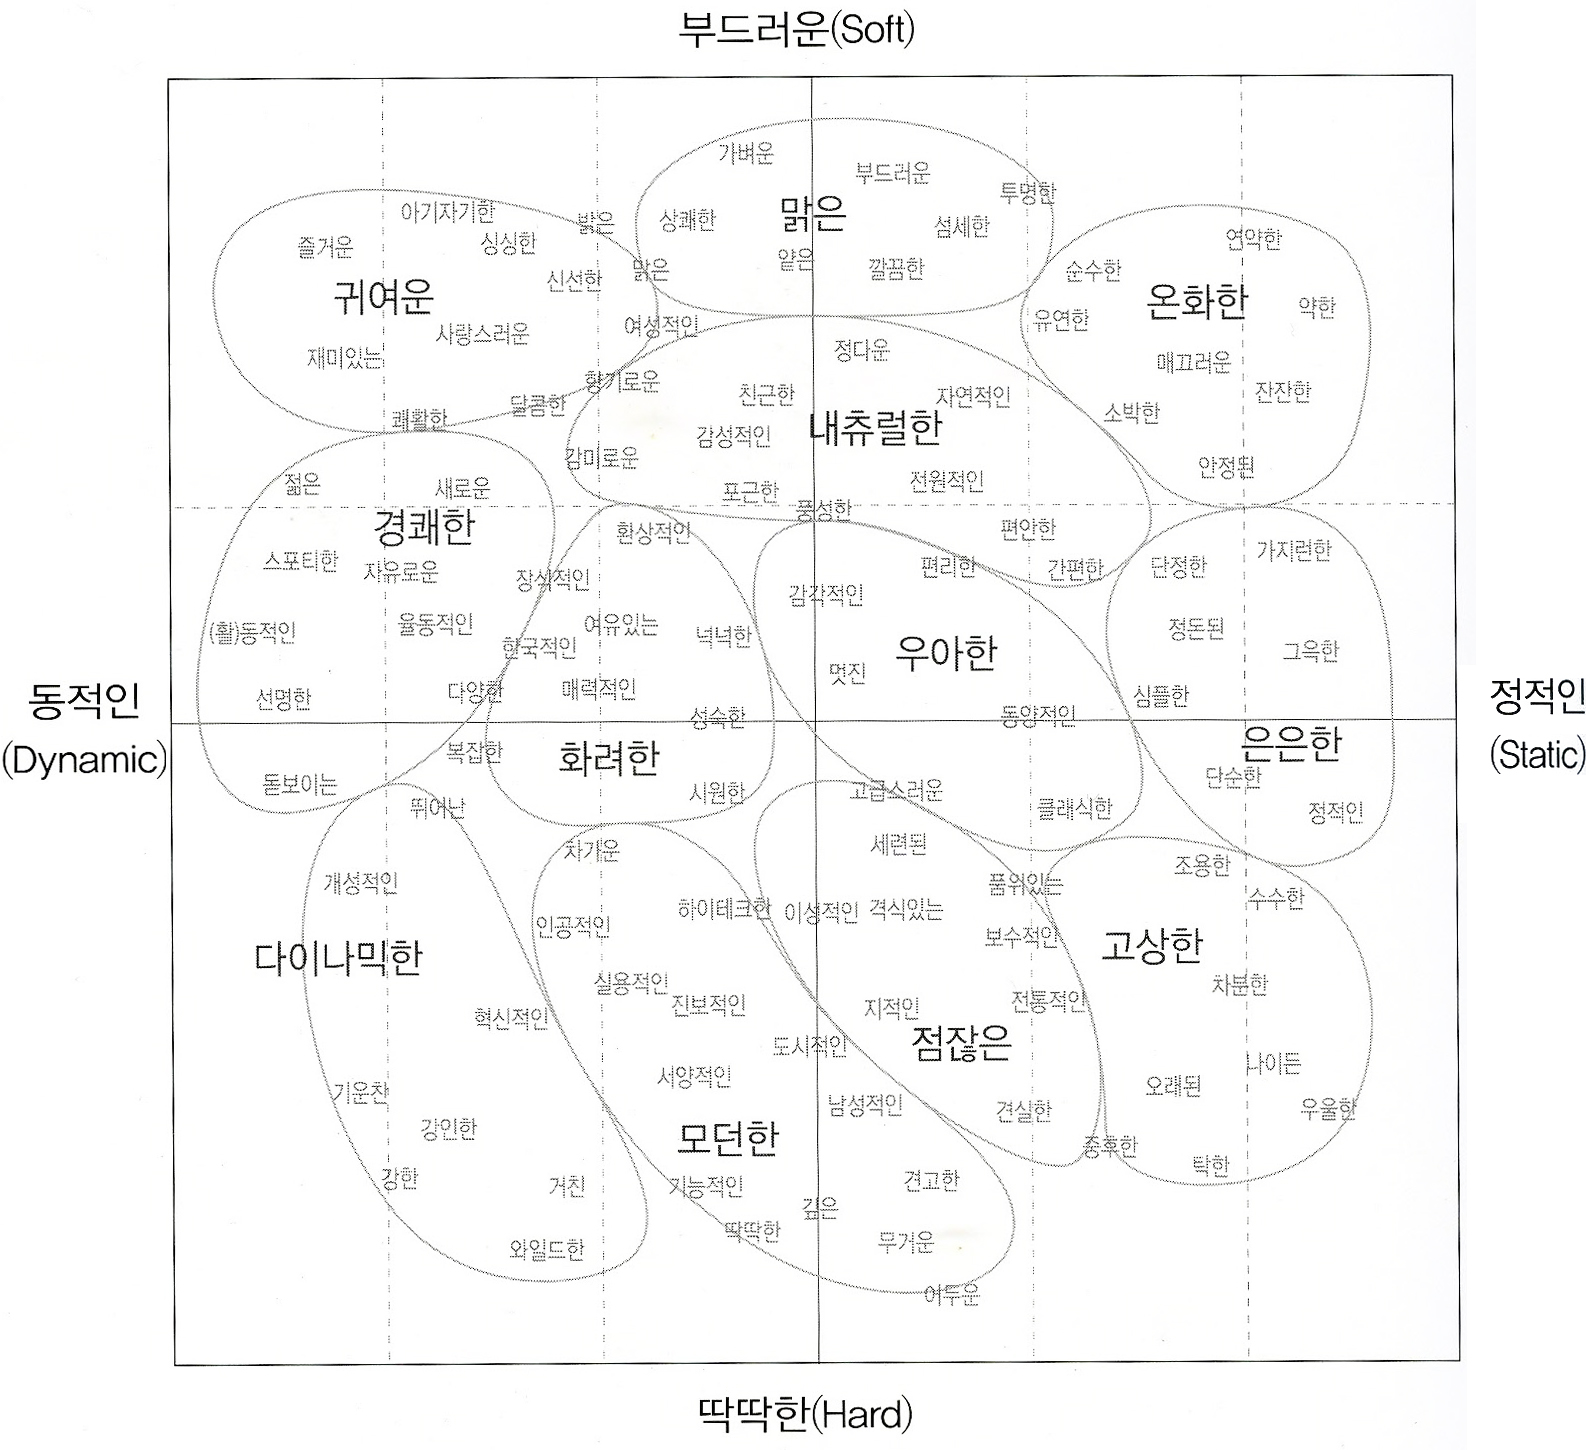 부드러운(Soft)
가벼운
부드러운
투명한
아기자기한
밝은
상쾌한
맑은
섬세한
즐거운
싱싱한
연약한
얕은
깔끔한
맑은
신선한
순수한
귀여운
온화한
약한
사랑스러운
여성적인
유연한
재미있는
정다운
매끄러운
향기로운
친근한
자연적인
잔잔한
쾌활한
달콤한
소박한
감성적인
내츄럴한
감미로운
안정된
젊은
새로운
포근한
전원적인
풍성한
경쾌한
환상적인
편안한
가지런한
스포티한
자유로운
장식적인
편리한
간편한
단정한
감각적인
(활)동적인
율동적인
여유있는
넉넉한
정돈된
한국적인
우아한
그윽한
멋진
동적인
(Dynamic)
선명한
다양한
매력적인
성숙한
동양적인
심플한
정적인
(Static)
복잡한
화려한
은은한
돋보이는
시원한
고급스러운
단순한
뛰어난
클래식한
정적인
차가운
세련된
조용한
개성적인
품위있는
수수한
인공적인
하이테크한
이성적인
격식있는
보수적인
다이나믹한
고상한
실용적인
진보적인
지적인
전통적인
차분한
혁신적인
도시적인
점잖은
서양적인
나이든
기운찬
남성적인
견실한
오래된
우울한
강인한
모던한
중후한
탁한
강한
거친
기능적인
견고한
깊은
딱딱한
와일드한
무거운
어두운
딱딱한(Hard)